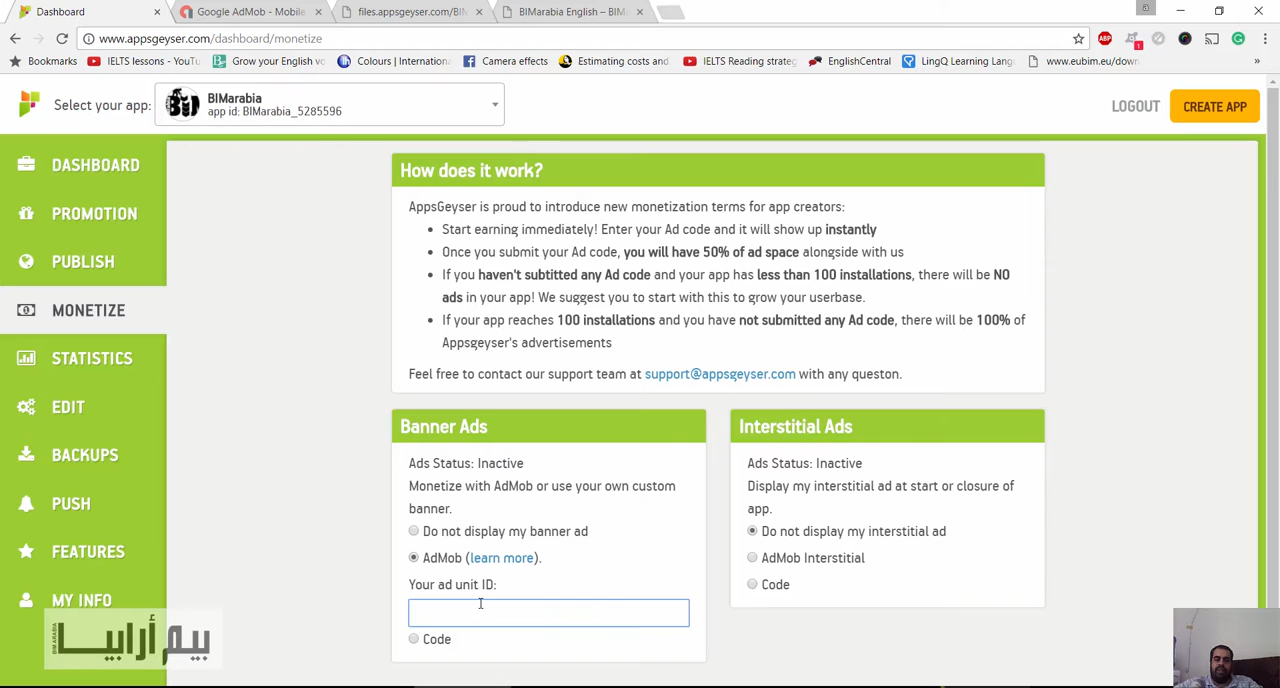 Dashboard
Google AdMob - Mobile
files.appsgeyser.com/BIM
BIMarabia English – BIMa
www.appsgeyser.com/dashboard/monetize
Bookmarks
IELTS lessons - YouTu
Grow your English vo
Colours | Internationa
Camera effects
Estimating costs and
IELTS Reading strateg
EnglishCentral
LingQ Learning Lang
www.eubim.eu/down
Select your app:
BIMarabia
app id: BIMarabia_5285596
LOGOUT
CREATE APP
DASHBOARD
PROMOTION
PUBLISH
MONETIZE
STATISTICS
EDIT
BACKUPS
PUSH
FEATURES
MY INFO
How does it work?
AppsGeyser is proud to introduce new monetization terms for app creators:
Start earning immediately! Enter your Ad code and it will show up instantly
Once you submit your Ad code, you will have 50% of ad space alongside with us
If you haven't subtitted any Ad code and your app has less than 100 installations, there will be NO
ads in your app! We suggest you to start with this to grow your userbase.
If your app reaches 100 installations and you have not submitted any Ad code, there will be 100% of
Appsgeyser's advertisements
Feel free to contact our support team at support@appsgeyser.com with any queston.
Banner Ads
Ads Status: Inactive
Monetize with AdMob or use your own custom
banner.
Do not display my banner ad
AdMob (learn more).
Your ad unit ID:
Code
Interstitial Ads
Ads Status: Inactive
Display my interstitial ad at start or closure of
app.
Do not display my interstitial ad
AdMob Interstitial
Code
BIMARABIA
بيم أرابيا